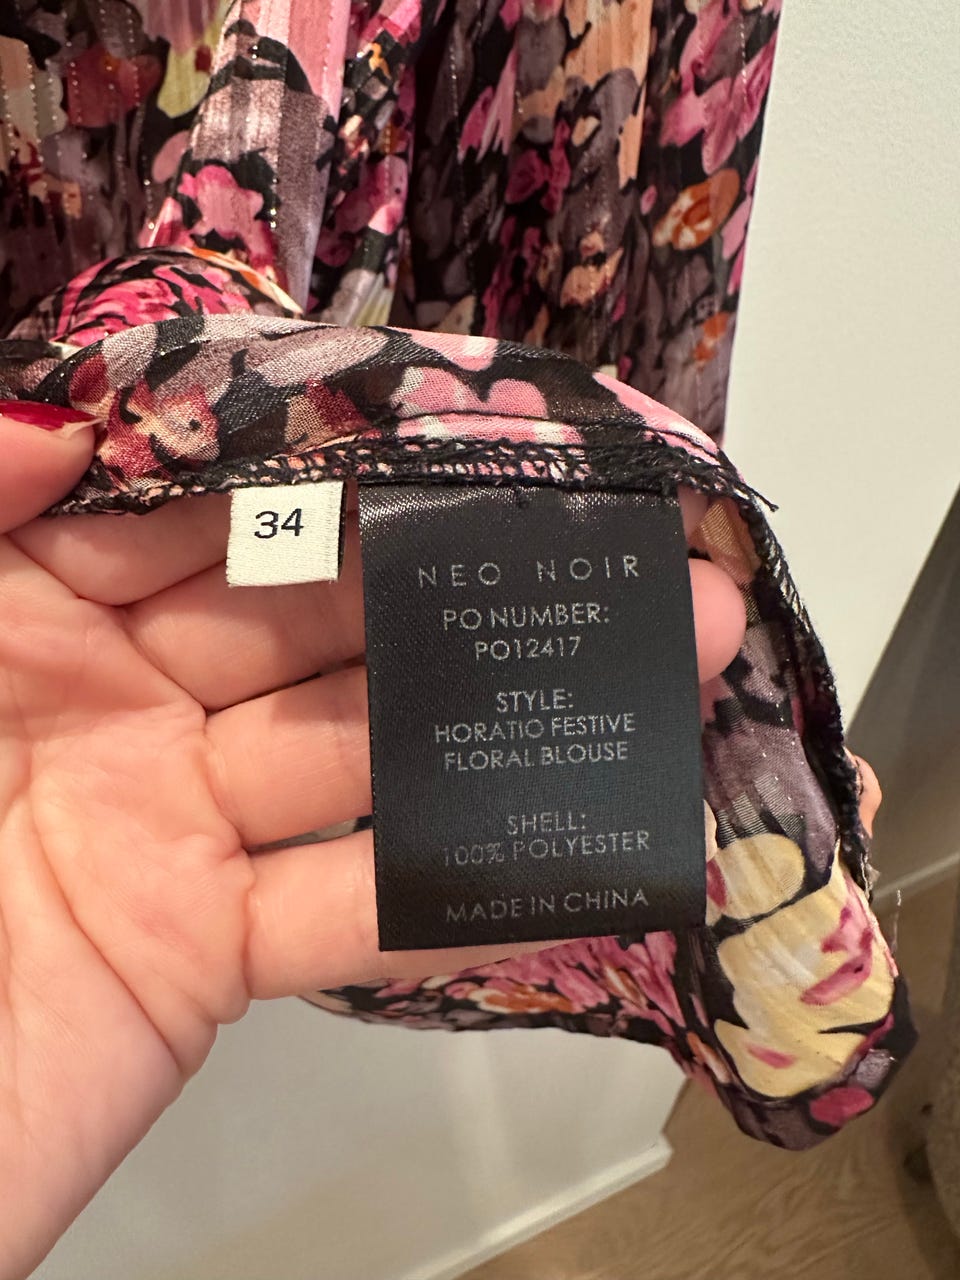 34
NEO NOIR
PO NUMBER:
PO12417
STYLE:
HORATIO FESTIVE
FLORAL BLOUSE
SHELL:
100% POLYESTER
MADE IN CHINA